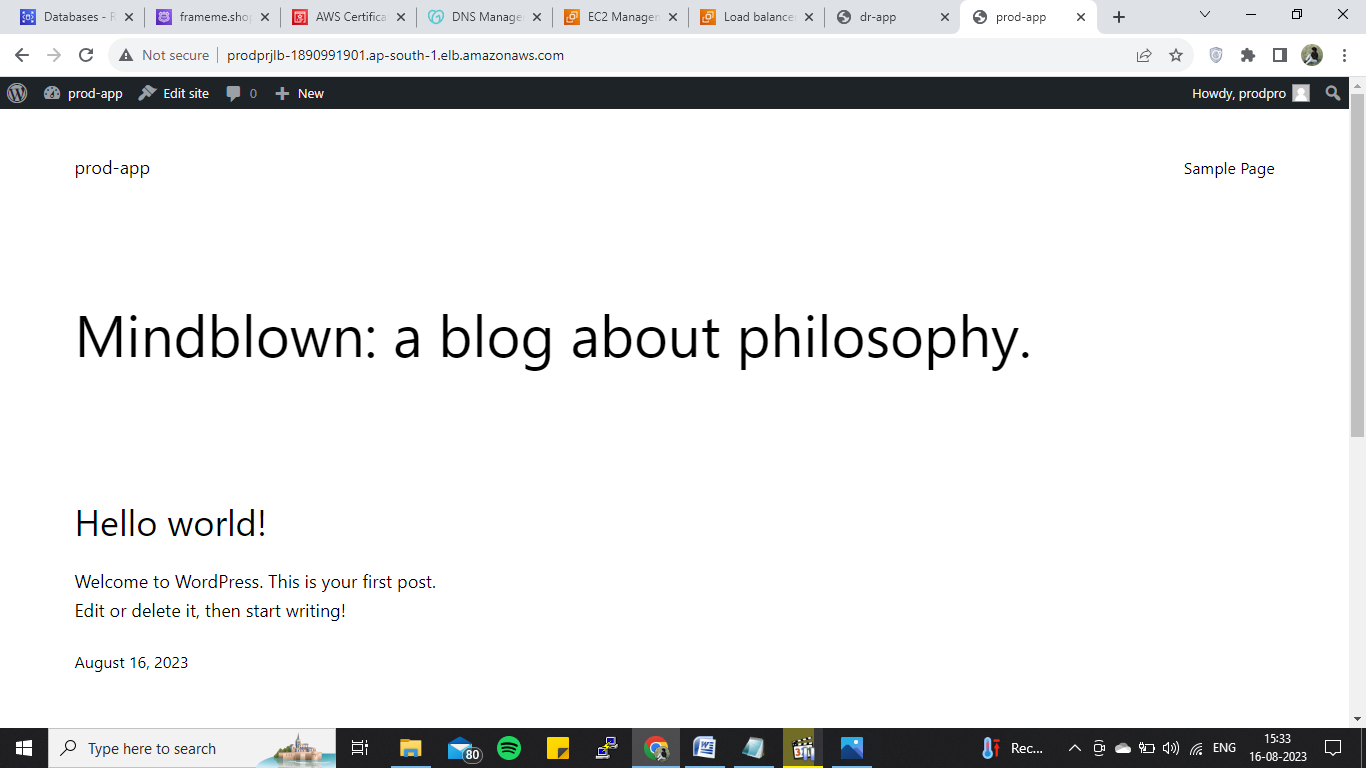 Databases - R
frameme.sho
AWS Certifica
DNS Manage
EC2 Managem
Load balance
dr-app
prod-app
Not secure
prodprjlb-1890991901.ap-south-1.elb.amazonaws.com
prod-app
Edit site
0
New
Howdy, prodpro
prod-app
Sample Page
Mindblown: a blog about philosophy.
Hello world!
Welcome to WordPress. This is your first post.
Edit or delete it, then start writing!
August 16, 2023
Type here to search
80
Rec...
ENG
15:33
16-08-2023